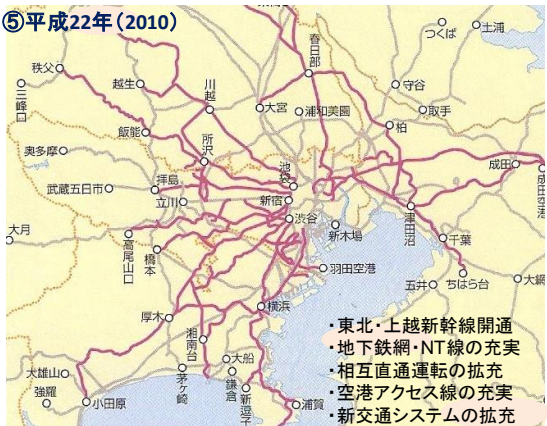 ⑤平成22年(2010)
つくば
土浦
春日部
秩父
越生
川越
大宮
浦和美園
守谷
取手
三峰口
飯能
所沢
柏
奥多摩
拝島
池袋
成田
成田空港
武蔵五日市
立川
新宿
渋谷
津田沼
大月
高尾山口
橋本
新木場
千葉
羽田空港
五井
ちはら台
大網
厚木
横浜
湘南台
大船
大雄山
強羅
小田原
茅ヶ崎
鎌倉
新逗子
浦賀
・東北・上越新幹線開通
・地下鉄網・NT線の充実
・相互直通運転の拡充
・空港アクセス線の充実
・新交通システムの拡充